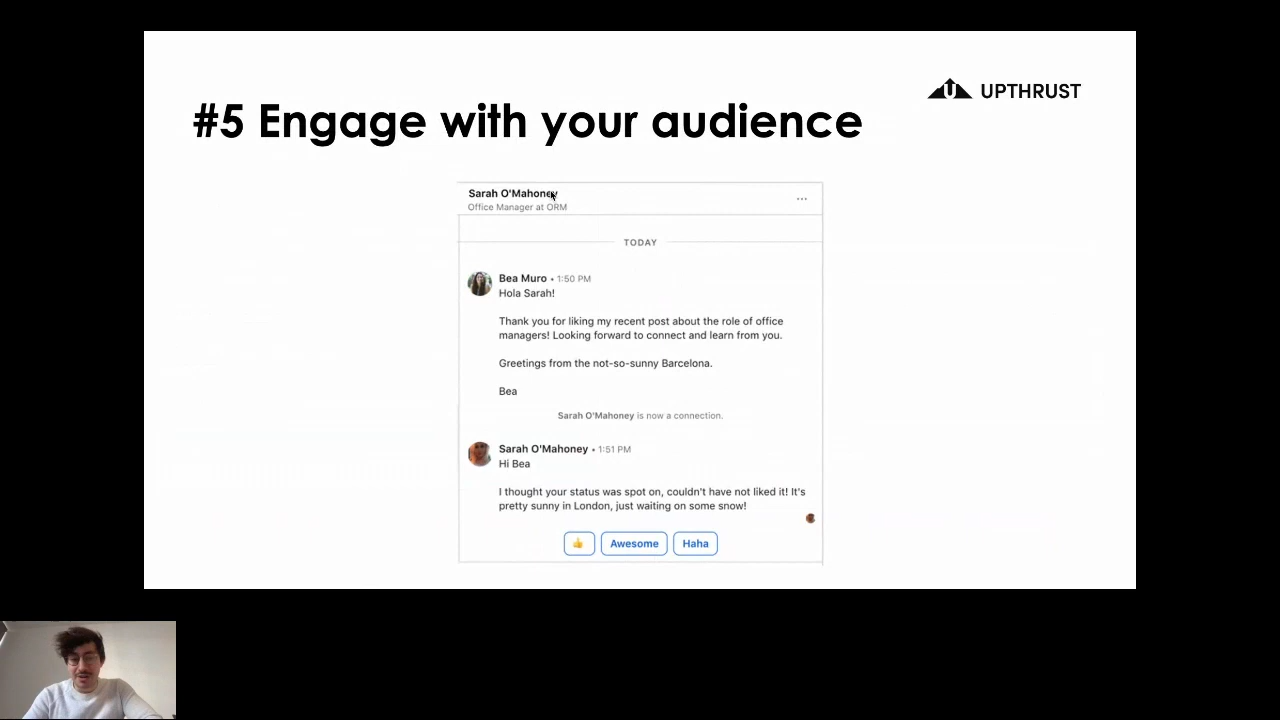 #5 Engage with your audience
UPTHRUST
Sarah O'Mahoney
Office Manager at ORM
...
TODAY
Bea Muro • 1:50 PM
Hola Sarah!
Thank you for liking my recent post about the role of office
managers! Looking forward to connect and learn from you.
Greetings from the not-so-sunny Barcelona.
Bea
Sarah O'Mahoney is now a connection.
Sarah O'Mahoney • 1:51 PM
Hi Bea
I thought your status was spot on, couldn't have not liked it! It's
pretty sunny in London, just waiting on some snow!
👍 Awesome Haha